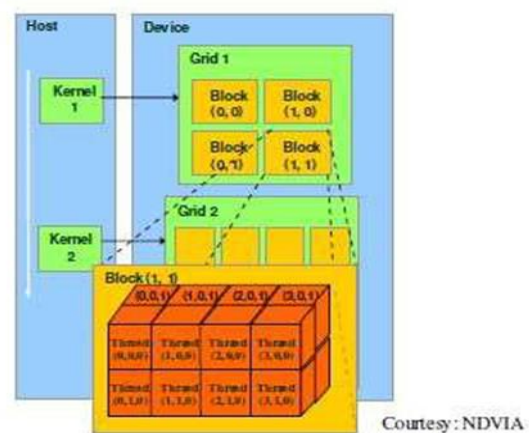 Host
Device
Grid 1
Kernel
1
Block
(0, 0)
Block
(1, 0)
Block
(0, 1)
Block
(1, 1)
Grid 2
Kernel
2
Block (1, 1)
(0,0,1) (1,0,1) (2,0,1) (3,0,1)
Thread
(0,0,0)
Thread
(1,0,0)
Thread
(2,0,0)
Thread
(3,0,0)
Thread
(0,1,0)
Thread
(1,1,0)
Thread
(2,1,0)
Thread
(3,1,0)
Courtesy: NDVIA